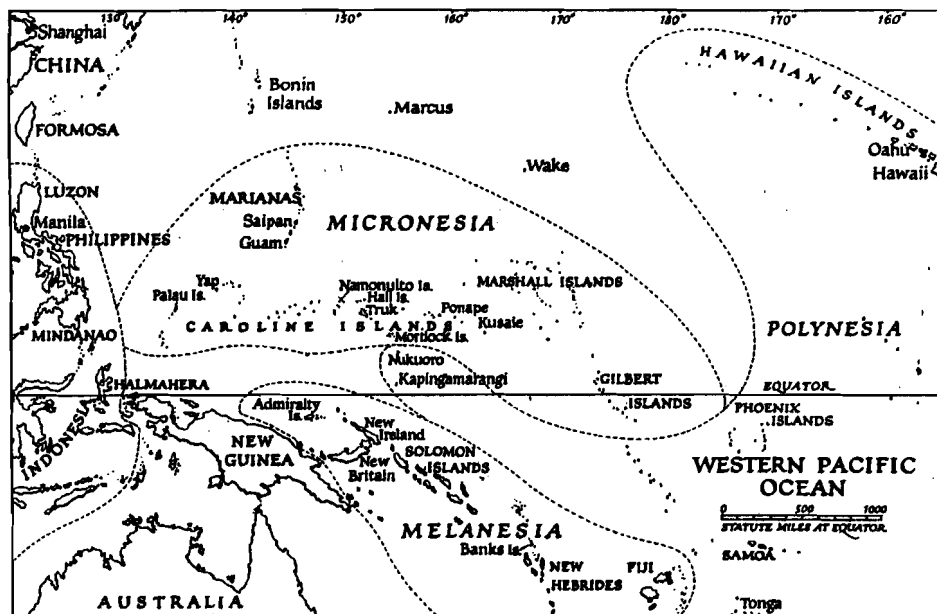 130° 140° 150° 160° 170° 180° 170° 160°
Shanghai
CHINA
HAWAIIAN ISLANDS
Bonin
Islands
Marcus
FORMOSA
Oahu
Hawaii
Wake
LUZON
MARIANAS
Saipan
Guam
MICRONESIA
Manila
PHILIPPINES
Yap
Palau Is.
Namonuito Is.
Hall Is.
Truk
Ponape
MARSHALL ISLANDS
CAROLINE ISLANDS
Kusaie
Mortlock Is.
POLYNESIA
MINDANAO
Nukuoro
Kapingamarangi
HALMAHERA
GILBERT
ISLANDS
EQUATOR
PHOENIX
ISLANDS
Admiralty
Is.
INDONESIA
NEW
GUINEA
New
Ireland
New
Britain
SOLOMON
ISLANDS
WESTERN PACIFIC
OCEAN
0 500 1000
STATUTE MILES AT EQUATOR
MELANESIA
Banks Is.
SAMOA
NEW
HEBRIDES
FIJI
AUSTRALIA
Tonga